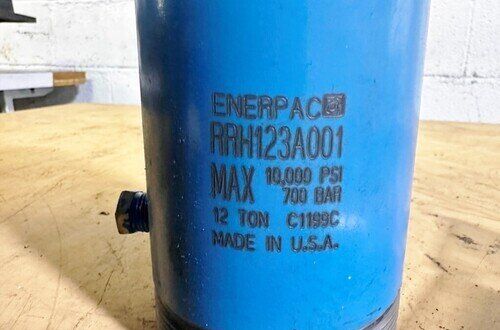 ENERPAC
RRH123A001
MAX 10,000 PSI
700 BAR
12 TON C1199C
MADE IN U.S.A.